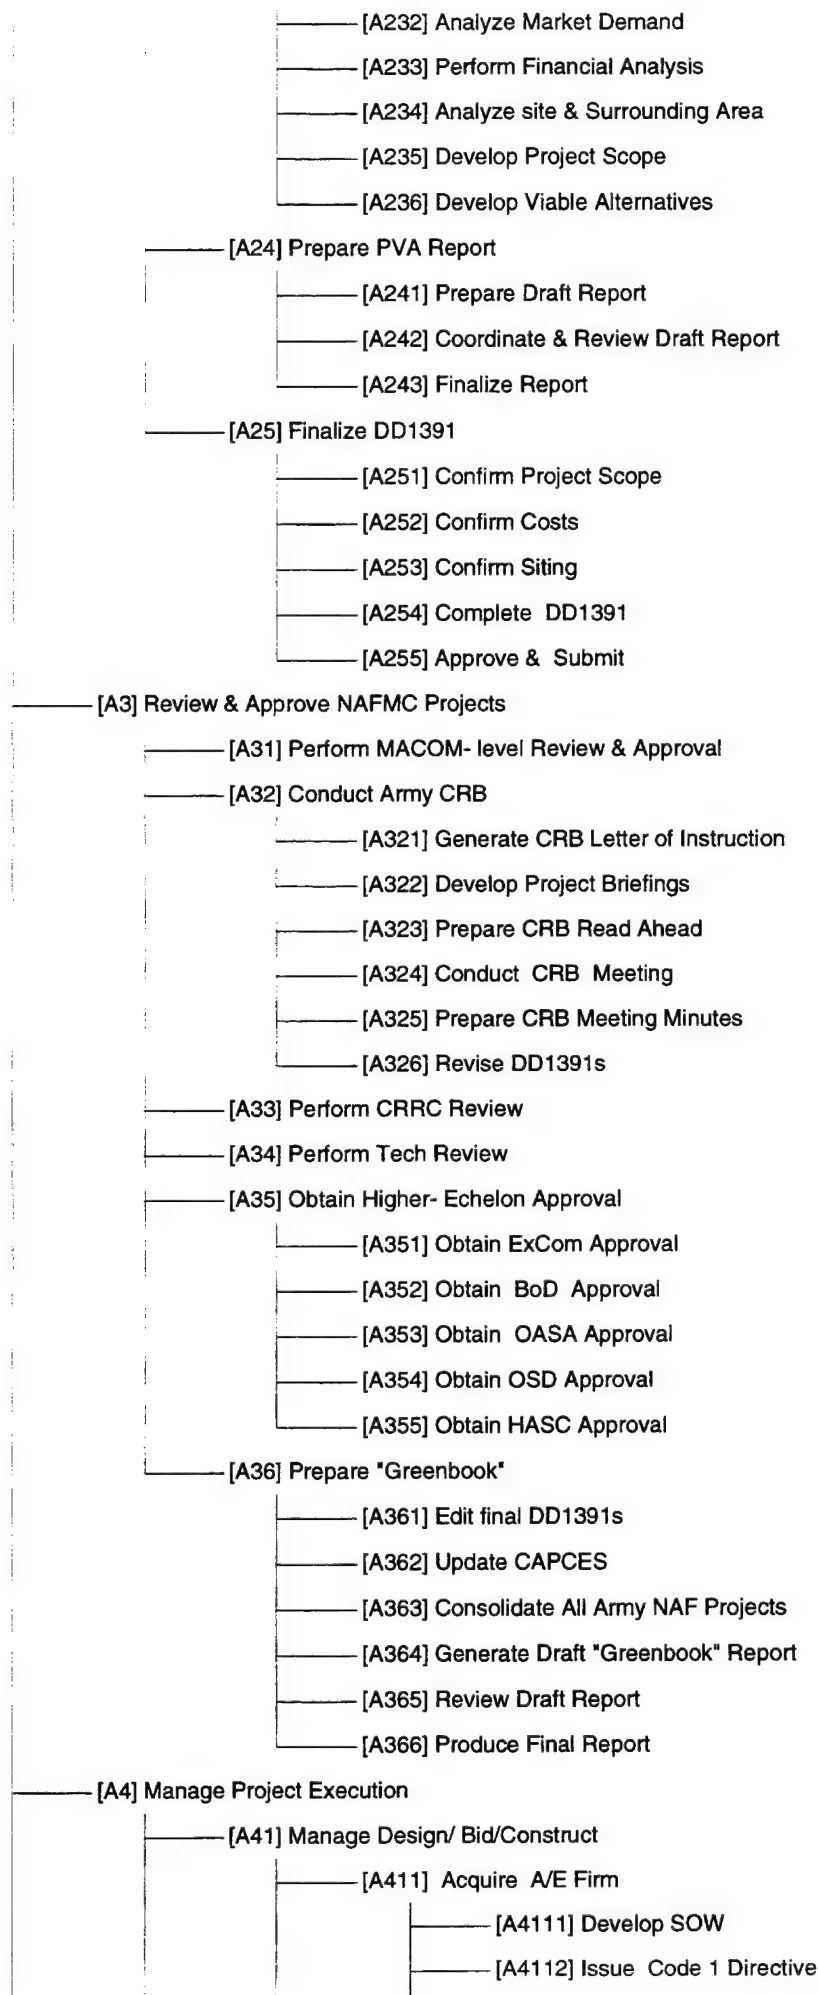 [A232] Analyze Market Demand
[A233] Perform Financial Analysis
[A234] Analyze site & Surrounding Area
[A235] Develop Project Scope
[A236] Develop Viable Alternatives
[A24] Prepare PVA Report
[A241] Prepare Draft Report
[A242] Coordinate & Review Draft Report
[A243] Finalize Report
[A25] Finalize DD1391
[A251] Confirm Project Scope
[A252] Confirm Costs
[A253] Confirm Siting
[A254] Complete DD1391
[A255] Approve & Submit
[A3] Review & Approve NAFMC Projects
[A31] Perform MACOM- level Review & Approval
[A32] Conduct Army CRB
[A321] Generate CRB Letter of Instruction
[A322] Develop Project Briefings
[A323] Prepare CRB Read Ahead
[A324] Conduct CRB Meeting
[A325] Prepare CRB Meeting Minutes
[A326] Revise DD1391s
[A33] Perform CRRC Review
[A34] Perform Tech Review
[A35] Obtain Higher- Echelon Approval
[A351] Obtain ExCom Approval
[A352] Obtain BoD Approval
[A353] Obtain OASA Approval
[A354] Obtain OSD Approval
[A355] Obtain HASC Approval
[A36] Prepare "Greenbook"
[A361] Edit final DD1391s
[A362] Update CAPCES
[A363] Consolidate All Army NAF Projects
[A364] Generate Draft "Greenbook" Report
[A365] Review Draft Report
[A366] Produce Final Report
[A4] Manage Project Execution
[A41] Manage Design/ Bid/Construct
[A411] Acquire A/E Firm
[A4111] Develop SOW
[A4112] Issue Code 1 Directive